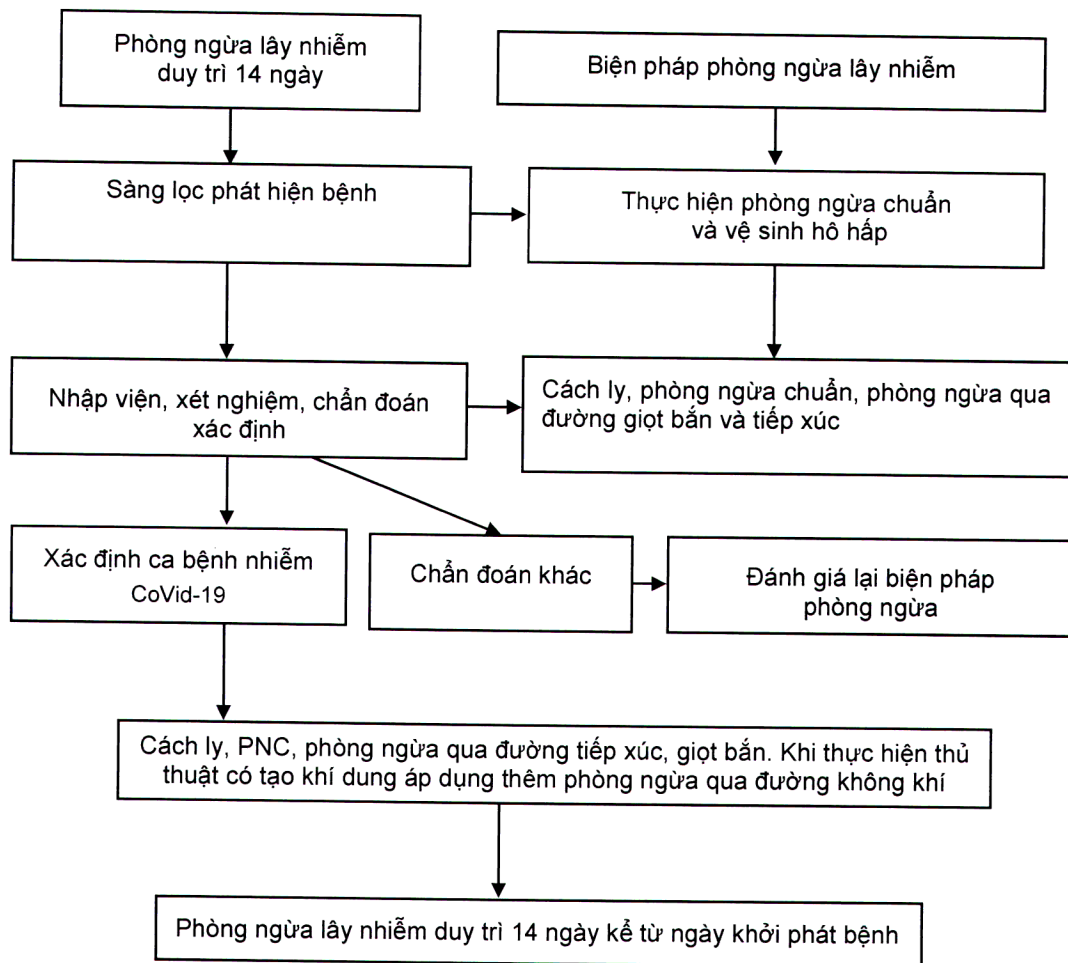 Phòng ngừa lây nhiễm
duy trì 14 ngày
Biện pháp phòng ngừa lây nhiễm
Sàng lọc phát hiện bệnh
Thực hiện phòng ngừa chuẩn
và vệ sinh hô hấp
Nhập viện, xét nghiệm, chẩn đoán
xác định
Cách ly, phòng ngừa chuẩn, phòng ngừa qua
đường giọt bắn và tiếp xúc
Xác định ca bệnh nhiễm
CoVid-19
Chẩn đoán khác
Đánh giá lại biện pháp
phòng ngừa
Cách ly, PNC, phòng ngừa qua đường tiếp xúc, giọt bắn. Khi thực hiện thủ
thuật có tạo khí dung áp dụng thêm phòng ngừa qua đường không khí
Phòng ngừa lây nhiễm duy trì 14 ngày kể từ ngày khởi phát bệnh